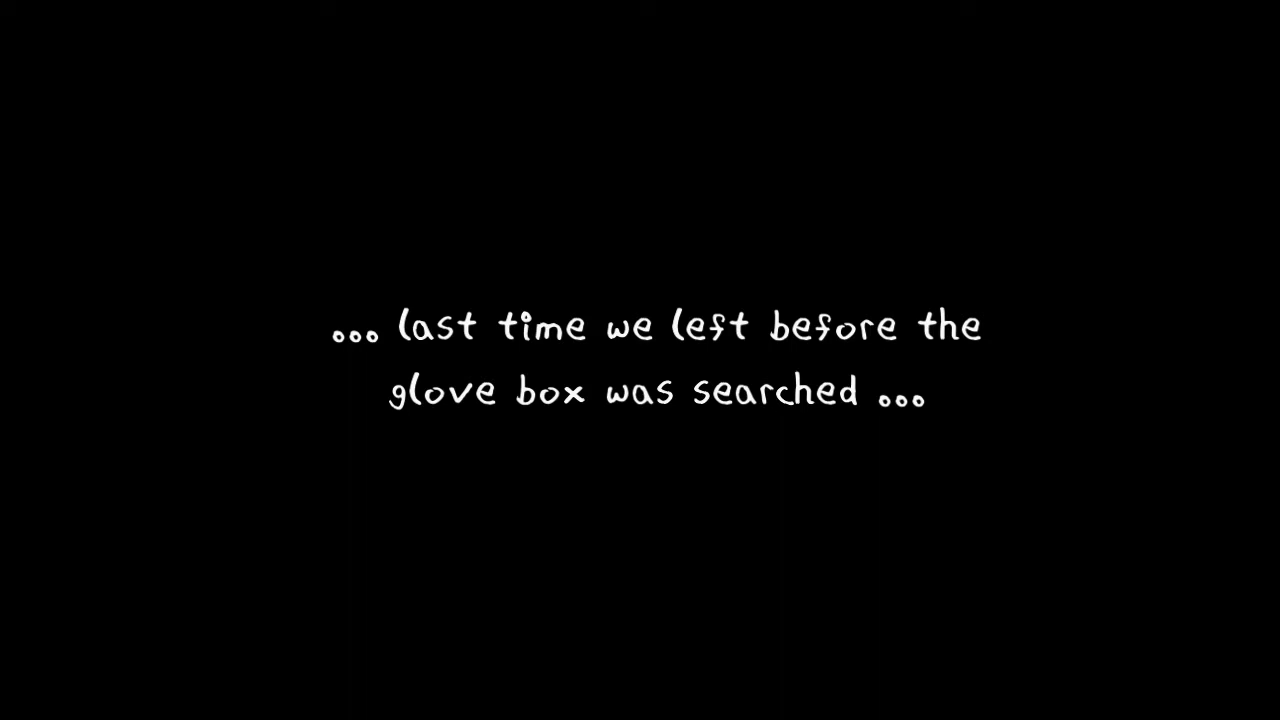 ... last time we left before the
glove box was searched ...